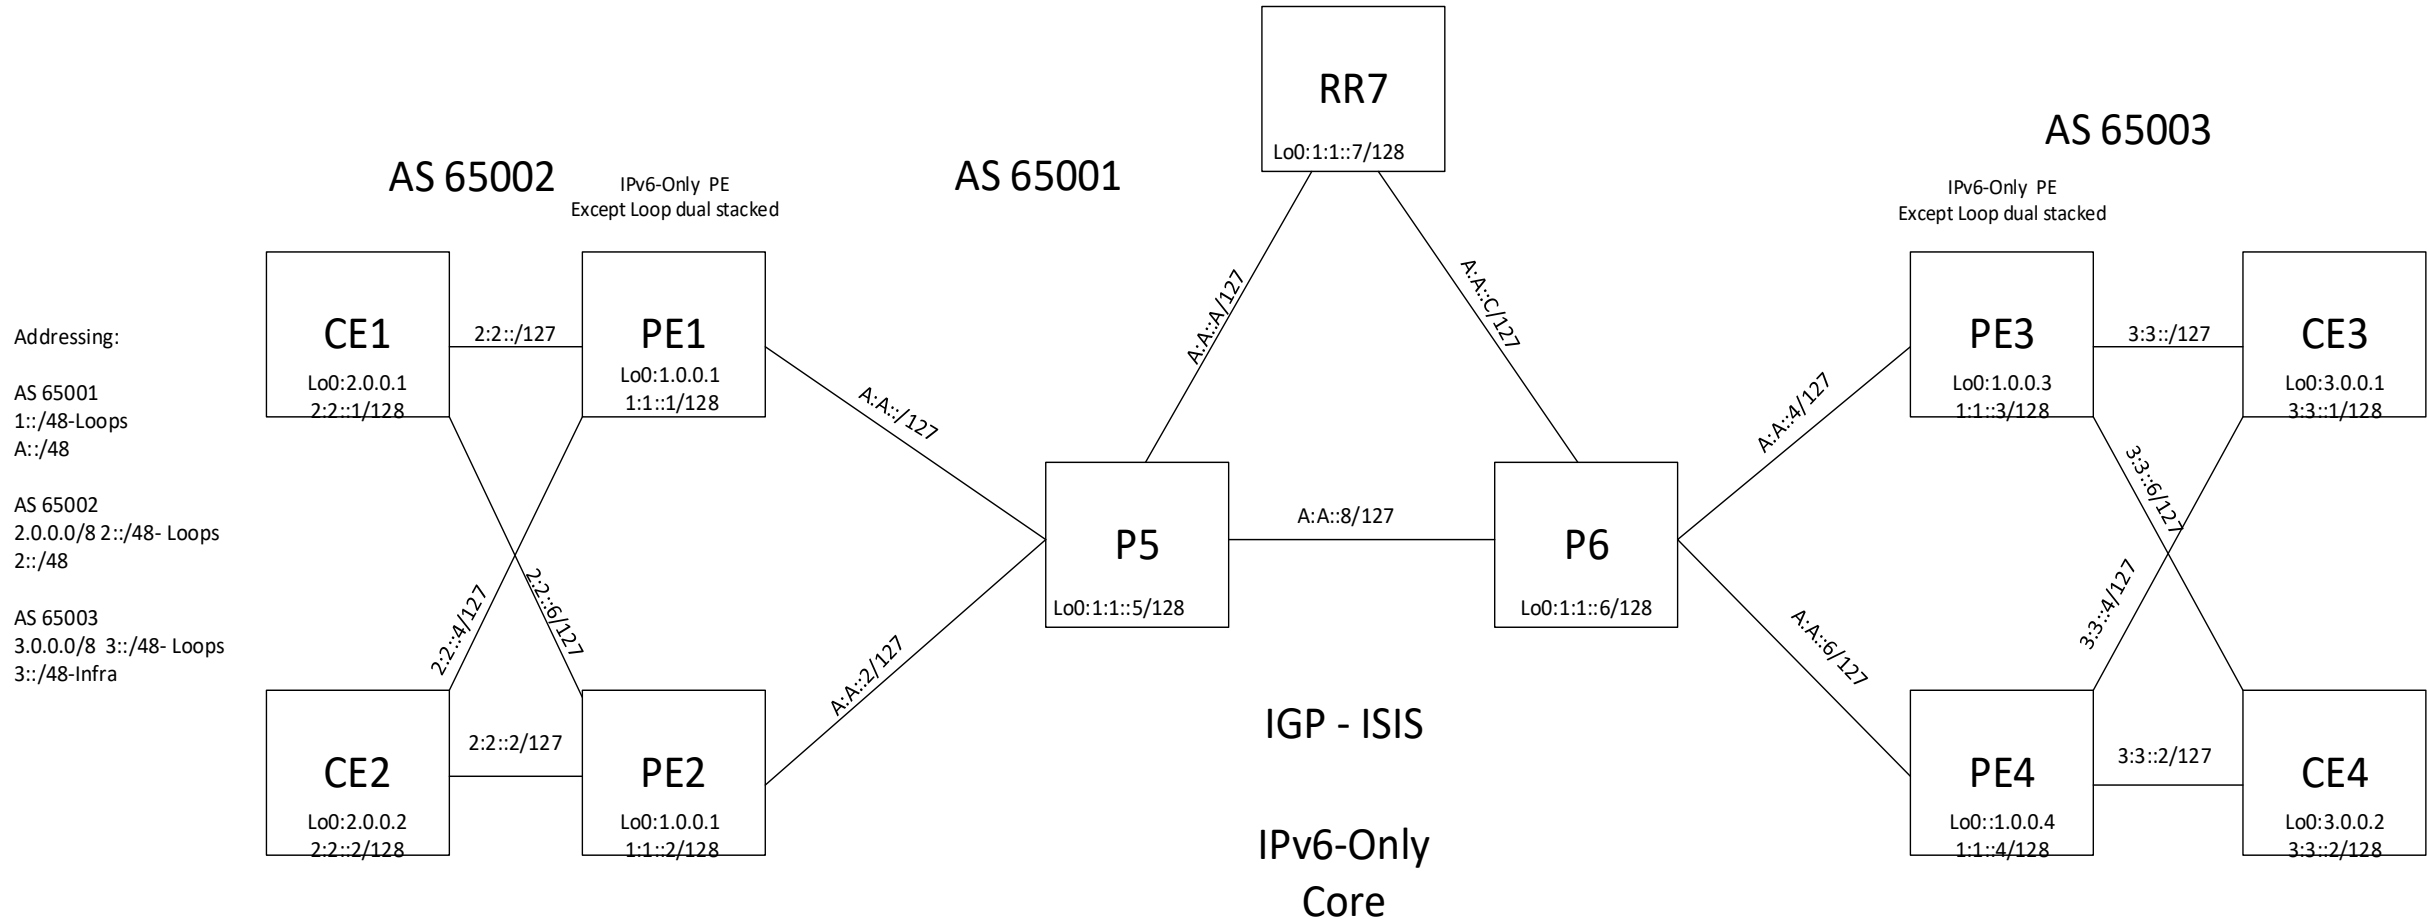 RR7
Lo0:1:1::7/128
AS 65002
AS 65001
AS 65003
IPv6-Only PE
Except Loop dual stacked
IPv6-Only PE
Except Loop dual stacked
Addressing:
AS 65001
1::/48-Loops
A::/48
AS 65002
2.0.0.0/8 2::/48- Loops
2::/48
AS 65003
3.0.0.0/8 3::/48- Loops
3::/48-Infra
CE1
Lo0:2.0.0.1
2:2::1/128
2:2::/127
PE1
Lo0:1.0.0.1
1:1::1/128
A:A::/127
A:A::A/127
A:A::C/127
A:A::4/127
PE3
Lo0:1.0.0.3
1:1::3/128
3:3::/127
CE3
Lo0:3.0.0.1
3:3::1/128
2:2::4/127
2:2::6/127
P5
Lo0:1:1::5/128
A:A::8/127
P6
Lo0:1:1::6/128
3:3::6/127
3:3::4/127
A:A::2/127
A:A::6/127
CE2
Lo0:2.0.0.2
2:2::2/128
2:2::2/127
PE2
Lo0:1.0.0.1
1:1::2/128
IGP - ISIS
IPv6-Only
Core
PE4
Lo0::1.0.0.4
1:1::4/128
3:3::2/127
CE4
Lo0:3.0.0.2
3:3::2/128